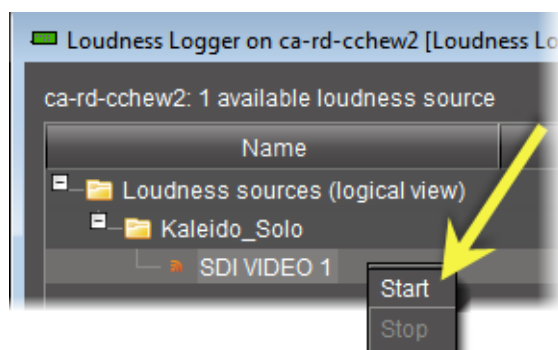 Loudness Logger on ca-rd-cchew2 [Loudness Lo
ca-rd-cchew2: 1 available loudness source
Name
Loudness sources (logical view)
Kaleido_Solo
SDI VIDEO 1
Start
Stop